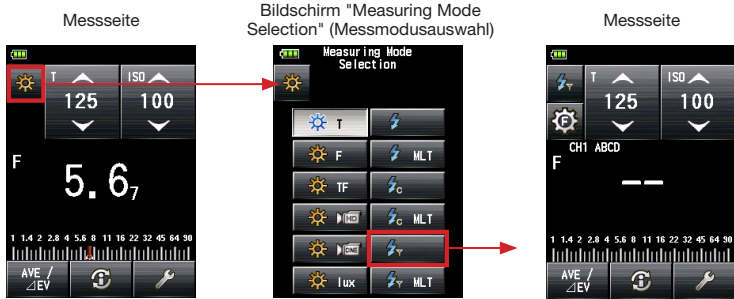 Messseite
Bildschirm "Measuring Mode
Selection" (Messmodusauswahl)
Messseite
T
125
ISO
100
F
5.6₇
1 1.4 2 2.8 4 5.6 8 11 16 22 32 45 64 90
AVE /
⊿EV
Measuring Mode
Selection
T
F
MLT
TF
C
HD
C MLT
CINE
lux
MLT
T
125
ISO
100
F
CH1 ABCD
F
--
1 1.4 2 2.8 4 5.6 8 11 16 22 32 45 64 90
AVE /
⊿EV